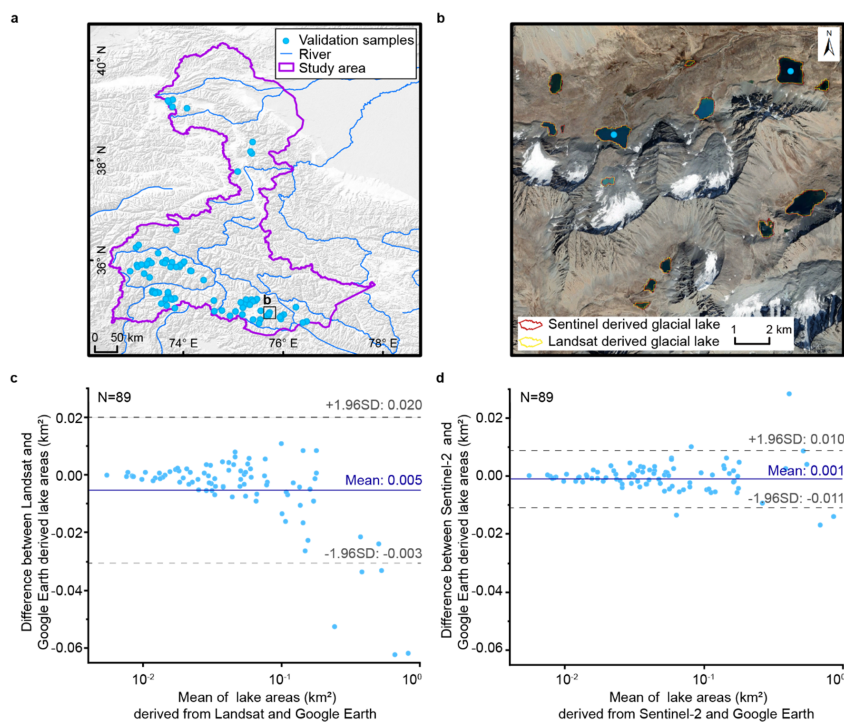 a
Validation samples
River
Study area
40° N
38° N
36° N
b
0 50 km
74° E
76° E
78° E
b
N
Sentinel derived glacial lake
Landsat derived glacial lake
1 2 km
c
N=89
+1.96SD: 0.020
Mean: 0.005
-1.96SD: -0.003
0.02
0.00
-0.02
-0.04
-0.06
10⁻²
10⁻¹
10⁰
Difference between Landsat and
Google Earth derived lake areas (km²)
Mean of lake areas (km²)
derived from Landsat and Google Earth
d
N=89
+1.96SD: 0.010
Mean: 0.001
-1.96SD: -0.011
0.02
0.00
-0.02
-0.04
-0.06
10⁻²
10⁻¹
10⁰
Difference between Sentinel-2 and
Google Earth derived lake areas (km²)
Mean of lake areas (km²)
derived from Sentinel-2 and Google Earth